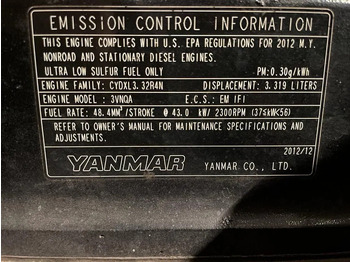 EMISSION CONTROL INFORMATION
THIS ENGINE COMPLIES WITH U.S. EPA REGULATIONS FOR 2012 M.Y.
NONROAD AND STATIONARY DIESEL ENGINES.
ULTRA LOW SULFUR FUEL ONLY PM:0.30g/kWh
ENGINE FAMILY: CYDXL3.32R4N DISPLACEMENT: 3.319 LITERS
ENGINE MODEL: 3VNQA E.C.S.: EM IFI
FUEL RATE: 48.4MM³/STROKE @ 43.0 kW/ 2300RPM (37≤kW<56)
REFER TO OWNER'S MANUAL FOR MAINTENANCE SPECIFICATIONS AND
ADJUSTMENTS.
2012/12
YANMAR YANMAR CO., LTD.